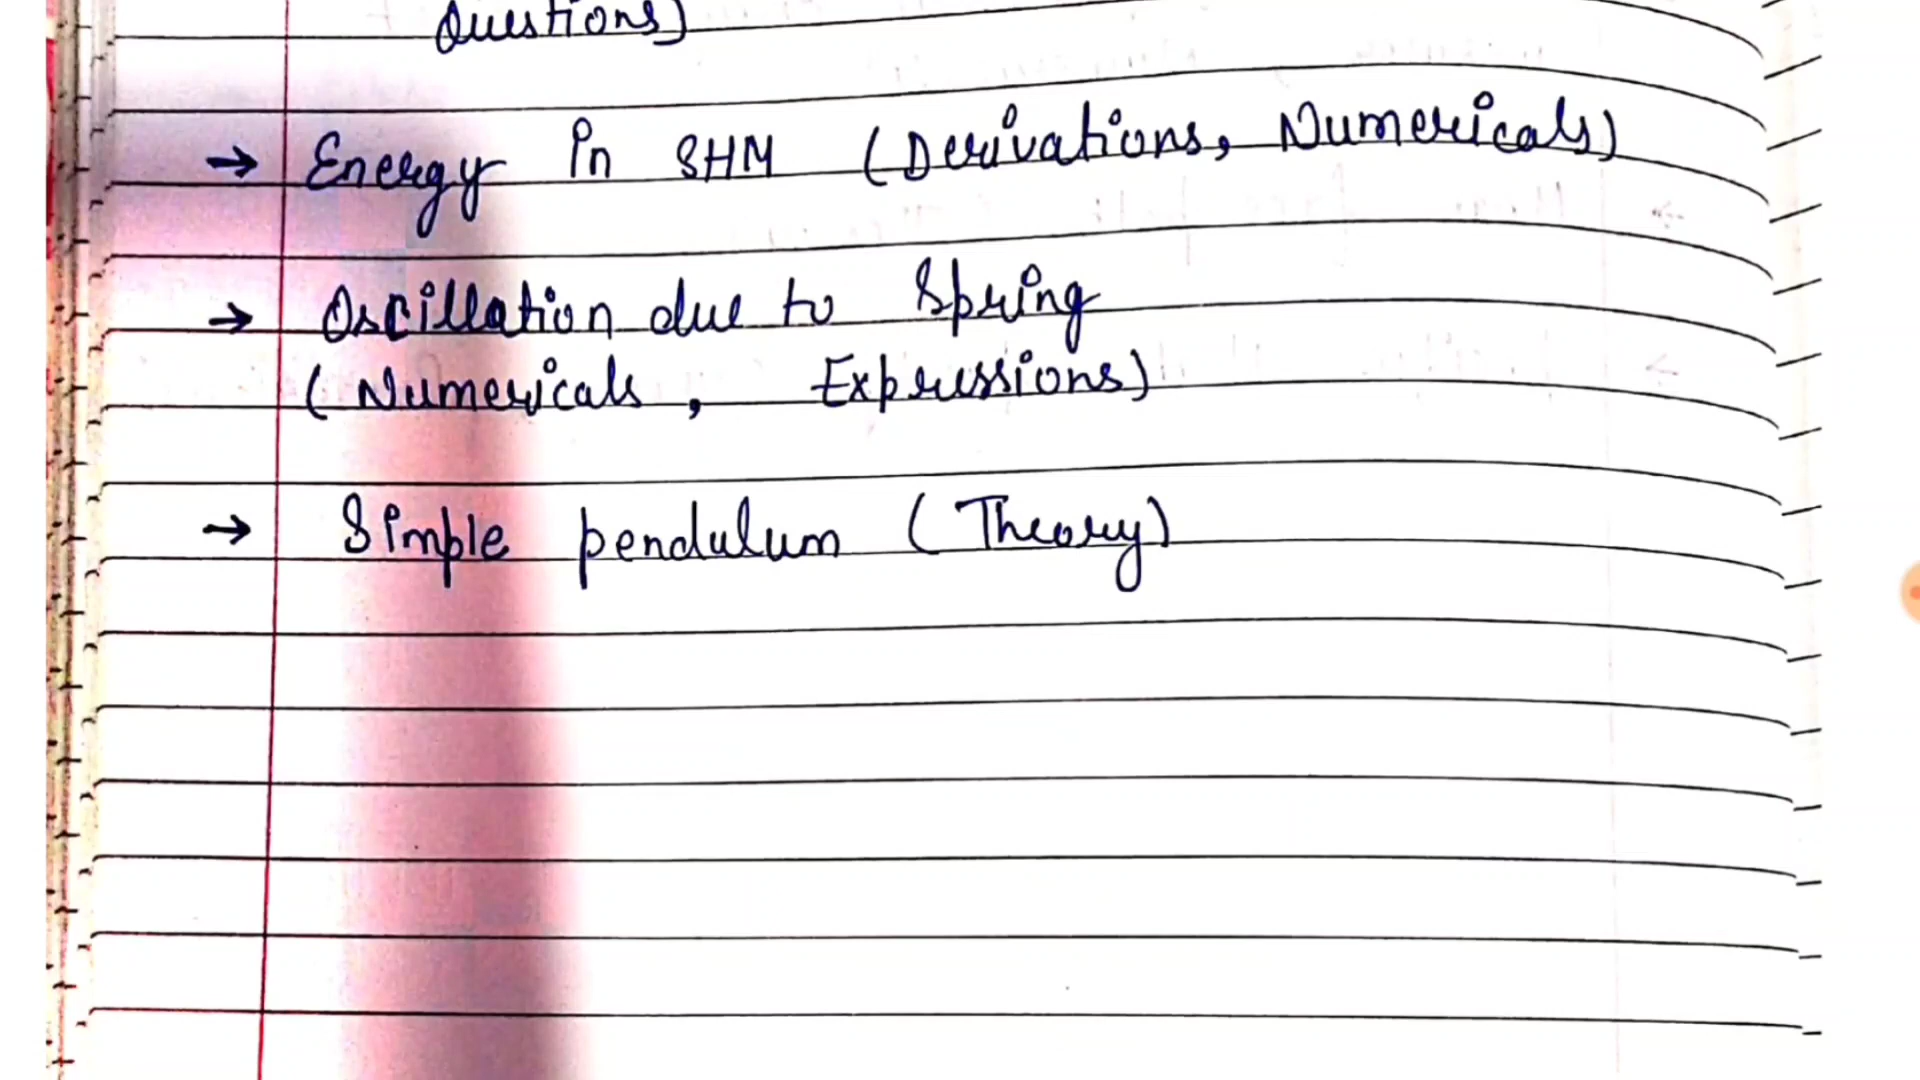 Questions)
→ Energy in SHM (Derivations, Numericals)
→ Oscillation due to Spring
(Numericals, Expressions)
→ Simple pendulum (Theory)